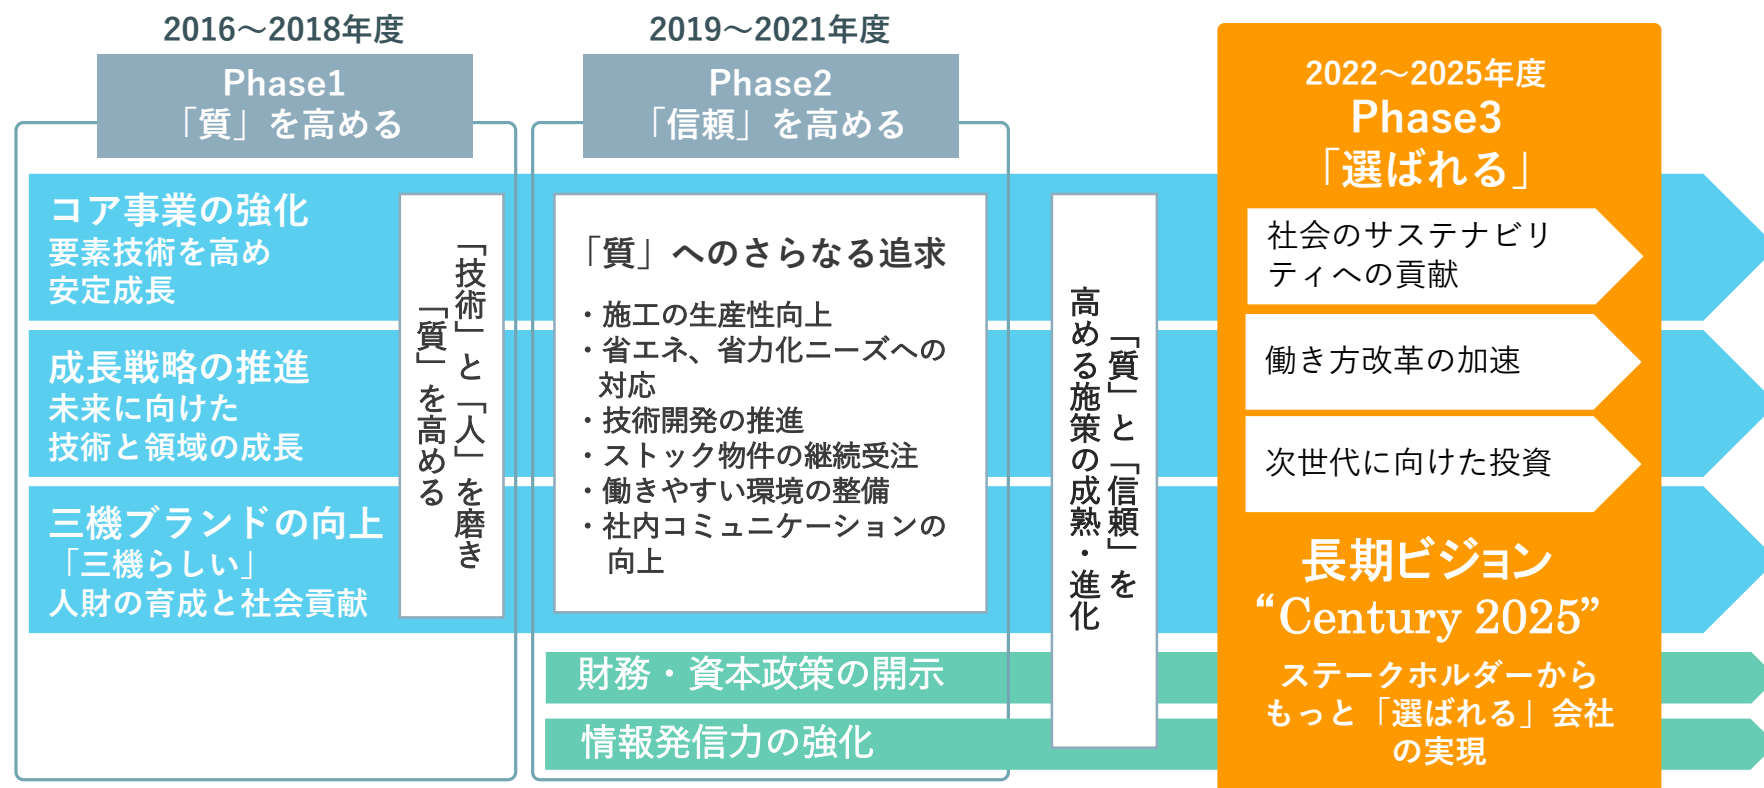 2016～2018年度
Phase1
「質」を高める
コア事業の強化
要素技術を高め
安定成長
成長戦略の推進
未来に向けた
技術と領域の成長
三機ブランドの向上
「三機らしい」
人財の育成と社会貢献
「技術」と「人」を磨き
「質」を高める
2019～2021年度
Phase2
「信頼」を高める
「質」へのさらなる追求
・施工の生産性向上
・省エネ、省力化ニーズへの
対応
・技術開発の推進
・ストック物件の継続受注
・働きやすい環境の整備
・社内コミュニケーションの
向上
財務・資本政策の開示
情報発信力の強化
「質」と「信頼」を
高める施策の成熟・進化
2022～2025年度
Phase3
「選ばれる」
社会のサステナビリ
ティへの貢献
働き方改革の加速
次世代に向けた投資
長期ビジョン
“Century 2025”
ステークホルダーから
もっと「選ばれる」会社
の実現